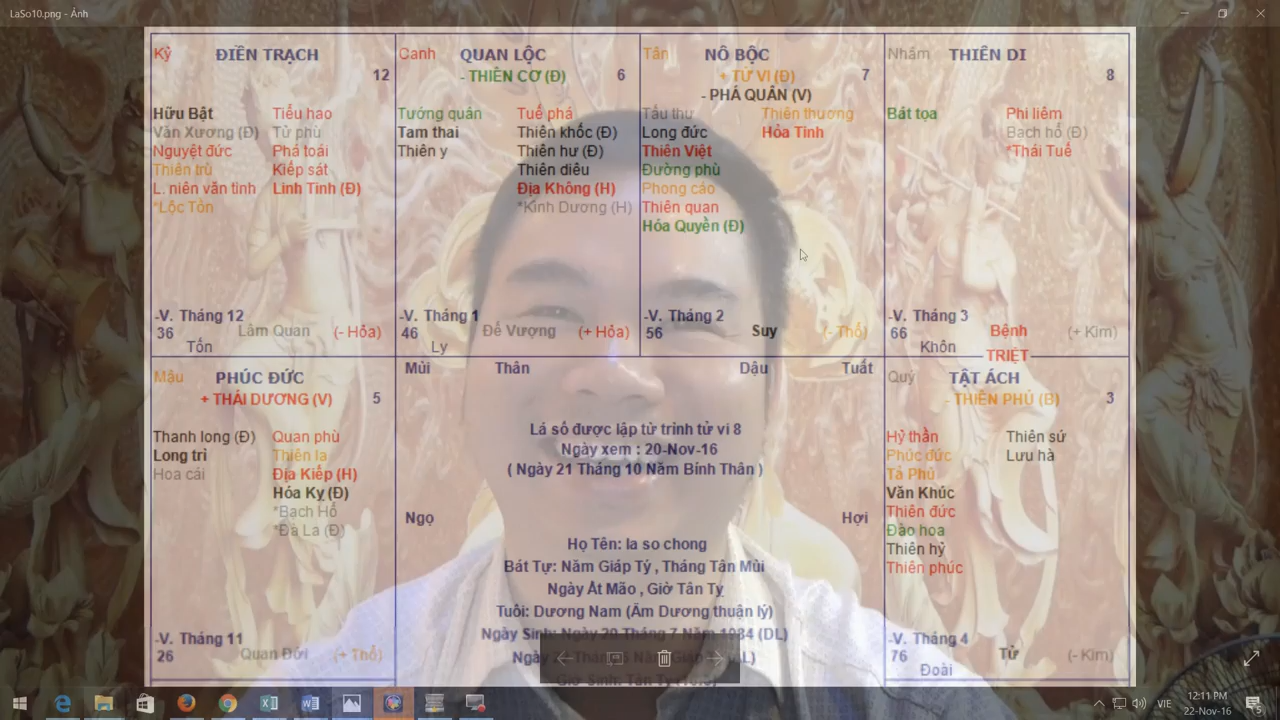 LaSo10.png - Ảnh
Kỷ ĐIỀN TRẠCH 12
Hữu Bật Tiểu hao
Văn Xương (Đ) Tử phù
Nguyệt đức Phá toái
Thiên trù Kiếp sát
L. niên văn tinh Linh Tinh (Đ)
*Lộc Tồn
-V. Tháng 12
36 Lâm Quan (- Hỏa)
Tốn
Canh QUAN LỘC
- THIÊN CƠ (Đ) 6
Tướng quân Tuế phá
Tam thai Thiên khốc (Đ)
Thiên y Thiên hư (Đ)
Thiên diêu
Địa Không (H)
*Kình Dương (H)
-V. Tháng 1
46 Đế Vượng (+ Hỏa)
Ly
Tân NÔ BỘC
+ TỬ VI (Đ) 7
- PHÁ QUÂN (V)
Tấu thư Thiên thương
Long đức Hỏa Tinh
Thiên Việt
Đường phù
Phong cáo
Thiên quan
Hóa Quyền (Đ)
-V. Tháng 2
56 Suy (- Thổ)
Nhâm THIÊN DI
8
Bát tọa Phi liêm
Bạch hổ (Đ)
*Thái Tuế
-V. Tháng 3
66 Bệnh (+ Kim)
Khôn
TRIỆT
Mậu PHÚC ĐỨC
+ THÁI DƯƠNG (V) 5
Thanh long (Đ) Quan phù
Long trì Thiên la
Hoa cái Địa Kiếp (H)
Hóa Kỵ (Đ)
*Bạch Hổ
*Đà La (Đ)
-V. Tháng 11
26 Quan Đới (+ Thổ)
Mùi Thân Dậu Tuất
Lá số được lập từ trình tử vi 8
Ngày xem : 20-Nov-16
( Ngày 21 Tháng 10 Năm Bính Thân )
Ngọ Hợi
Họ Tên: la so chong
Bát Tự: Năm Giáp Tý , Tháng Tân Mùi
Ngày Ất Mão , Giờ Tân Tỵ
Tuổi: Dương Nam (Âm Dương thuận lý)
Ngày Sinh: Ngày 20 Tháng 7 Năm 1984 (DL)
Quý TẬT ÁCH
- THIÊN PHỦ (B) 3
Hỷ thần Thiên sứ
Phúc đức Lưu hà
Tả Phù
Văn Khúc
Thiên đức
Đào hoa
Thiên hỷ
Thiên phúc
-V. Tháng 4
76 Tử (- Kim)
Đoài
VIE
12:11 PM
22-Nov-16
5